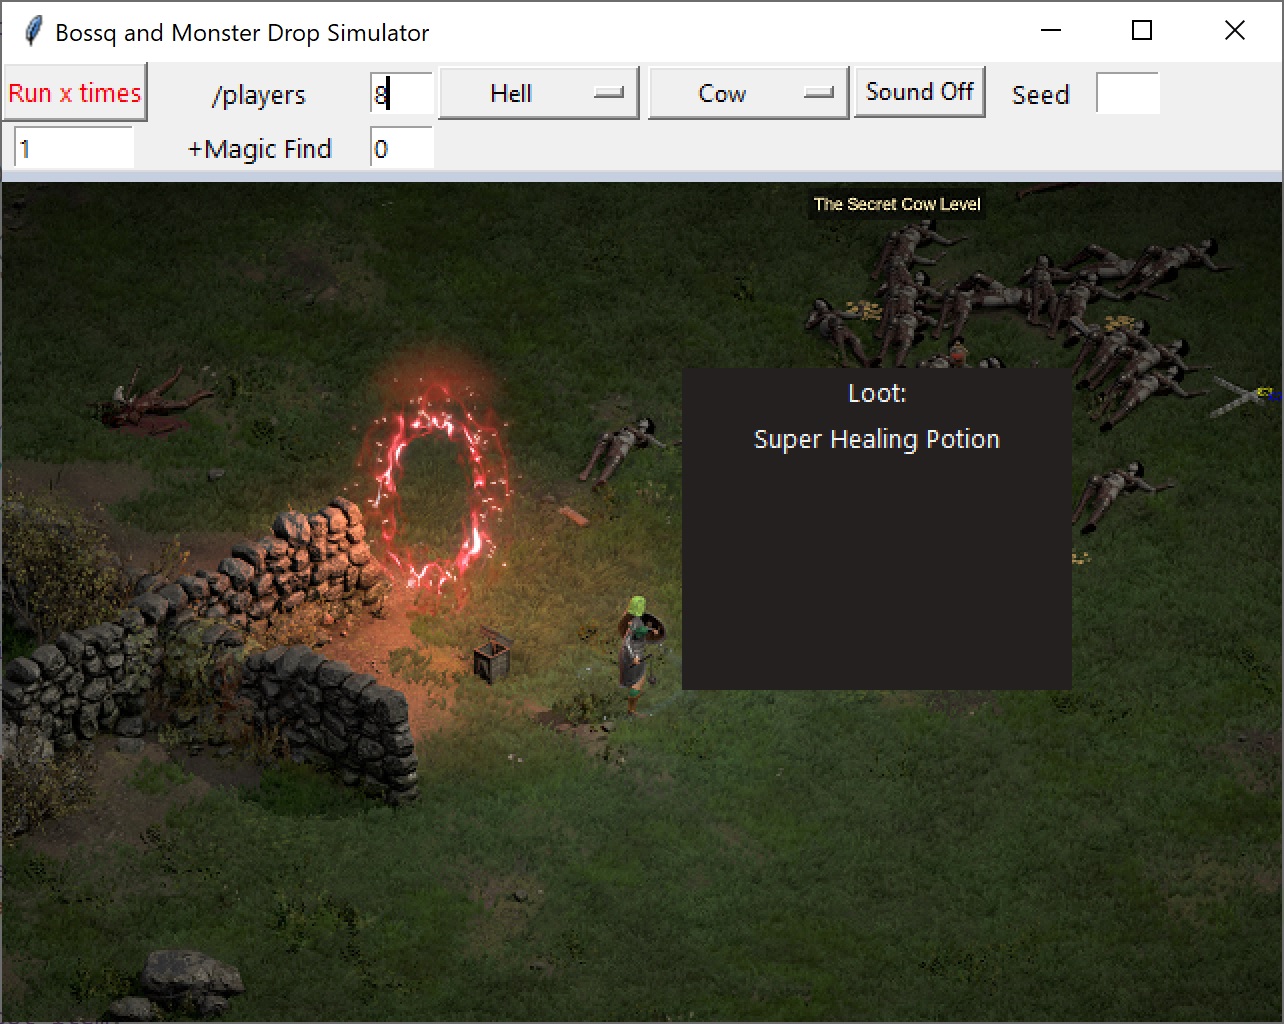 Bossq and Monster Drop Simulator
Run x times /players 8 Hell Cow Sound Off Seed
1 +Magic Find 0
The Secret Cow Level
Loot:
Super Healing Potion